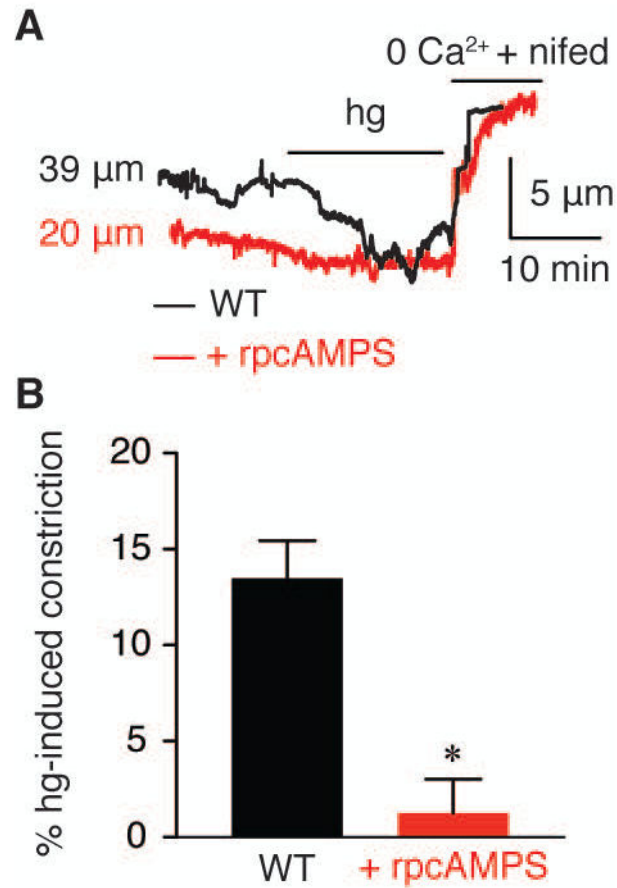 A
0 Ca²⁺ + nifed
hg
39 µm
20 µm
5 µm
10 min
WT
+ rpcAMPS
B
% hg-induced constriction
20
15
10
5
0
*
WT
+ rpcAMPS